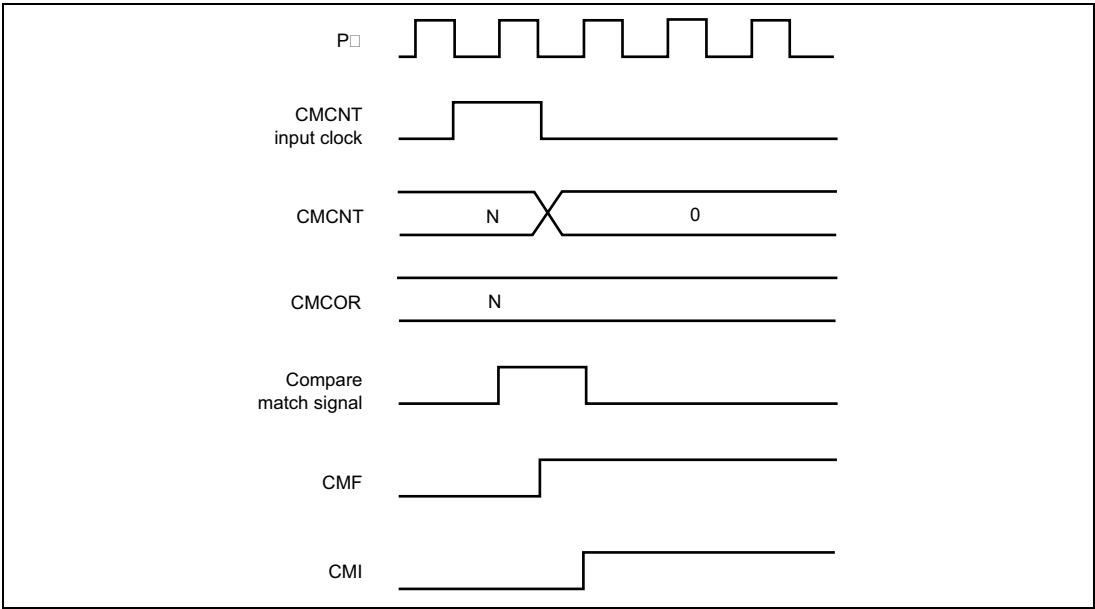 P□
CMCNT
input clock
CMCNT
N
0
CMCOR
N
Compare
match signal
CMF
CMI